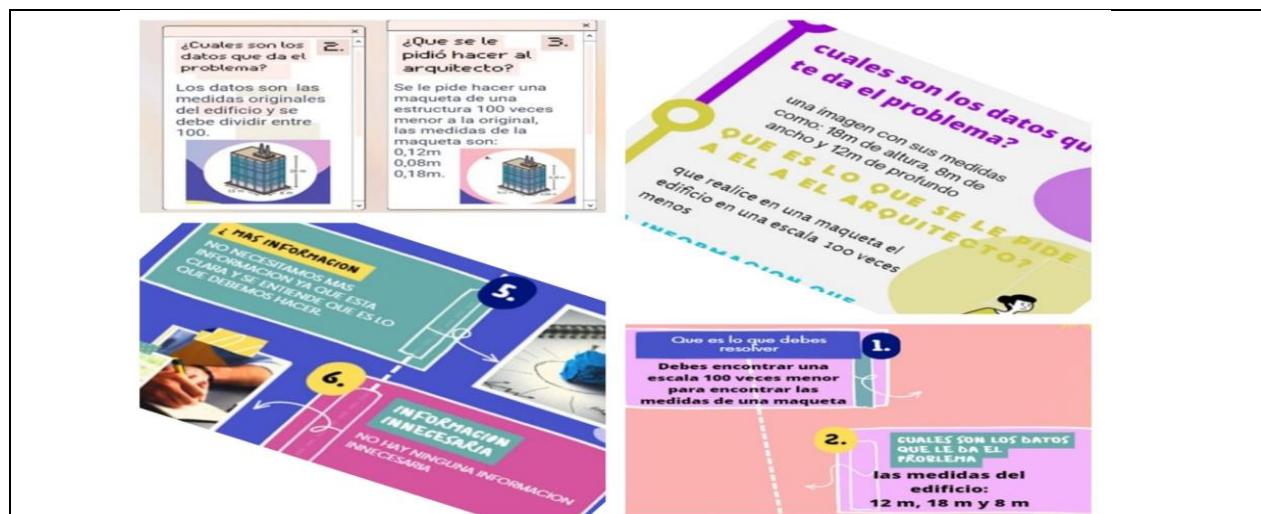 ¿Cuales son los
datos que da el
problema?
2.
Los datos son las
medidas originales
del edificio y se
debe dividir entre
100.
¿Que se le
pidió hacer al
arquitecto?
3.
Se le pide hacer una
maqueta de una
estructura 100 veces
menor a la original,
las medidas de la
maqueta son:
0,12m
0,08m
0,18m.
cuales son los datos qu
te da el problema?
una imagen con sus medidas
como: 18m de altura, 8m de
ancho y 12m de profundo
QUE ES LO QUE SE LE PIDE
A EL A EL ARQUITECTO?
que realice en una maqueta el
edificio en una escala 100 veces
menos
INFORMACION QUE
¿ MAS INFORMACION
NO NECESITAMOS MAS
INFORMACION YA QUE ESTA
CLARA Y SE ENTIENDE QUE ES LO
QUE DEBEMOS HACER.
5.
6.
INFORMACION
INNECESARIA
NO HAY NINGUNA INFORMACION
INNECESARIA
Que es lo que debes
resolver
1.
Debes encontrar una
escala 100 veces menor
para encontrar las
medidas de una maqueta
2.
CUALES SON LOS DATOS
QUE LE DA EL
PROBLEMA
las medidas del
edificio:
12 m, 18 m y 8 m